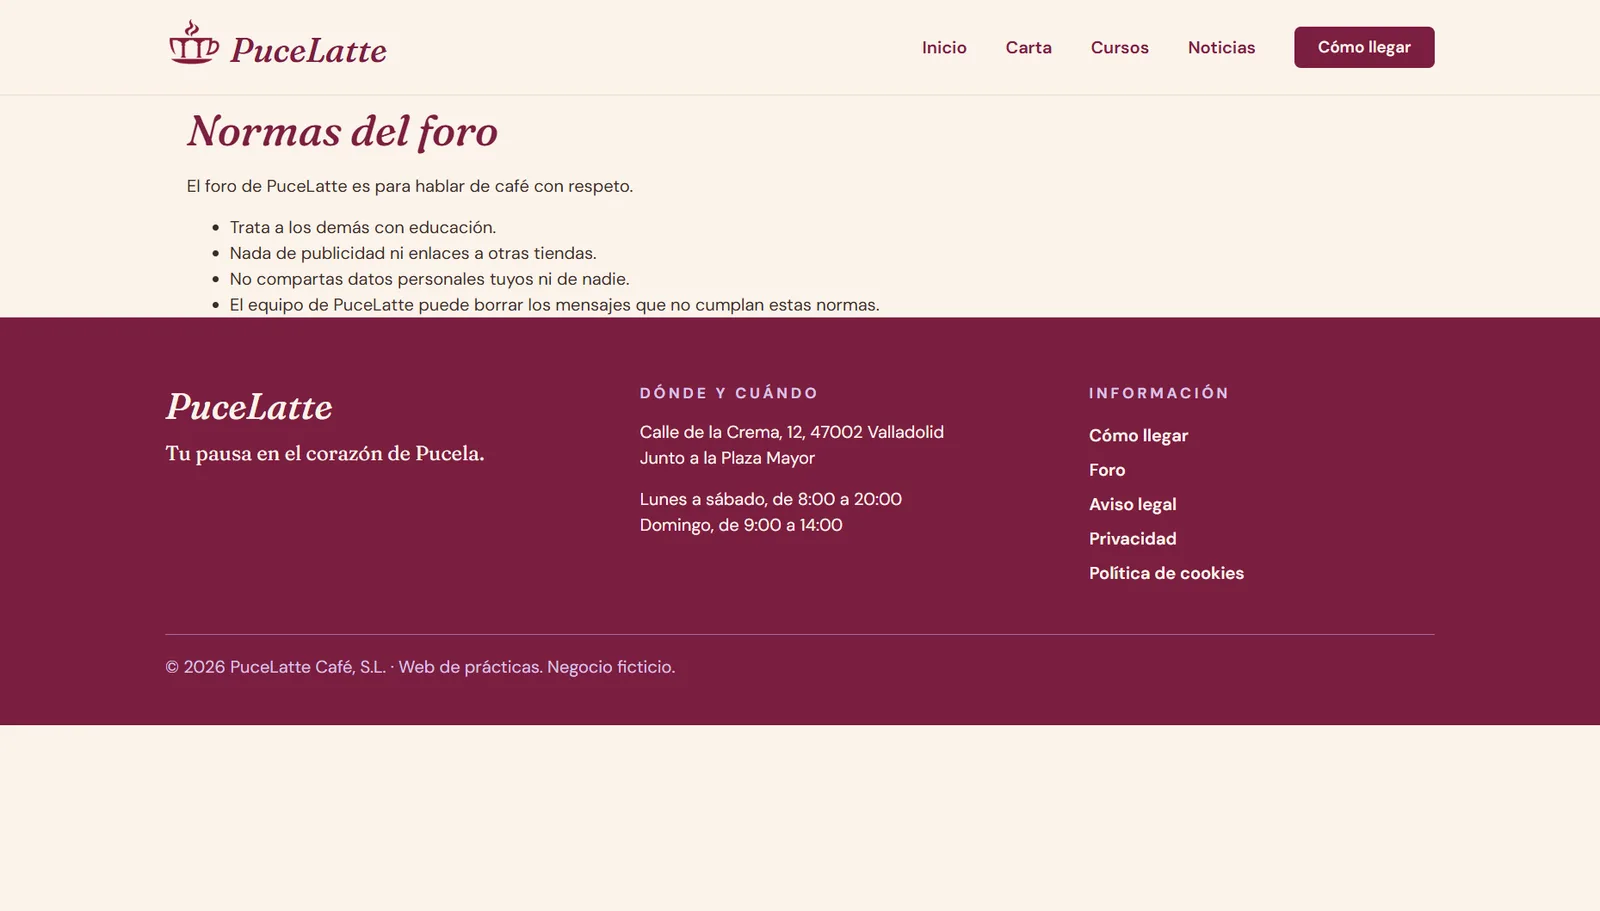 PuceLatte
Inicio
Carta
Cursos
Noticias
Cómo llegar
Normas del foro
El foro de PuceLatte es para hablar de café con respeto.
Trata a los demás con educación.
Nada de publicidad ni enlaces a otras tiendas.
No compartas datos personales tuyos ni de nadie.
El equipo de PuceLatte puede borrar los mensajes que no cumplan estas normas.
PuceLatte
Tu pausa en el corazón de Pucela.
DÓNDE Y CUÁNDO
Calle de la Crema, 12, 47002 Valladolid
Junto a la Plaza Mayor
Lunes a sábado, de 8:00 a 20:00
Domingo, de 9:00 a 14:00
INFORMACIÓN
Cómo llegar
Foro
Aviso legal
Privacidad
Política de cookies
© 2026 PuceLatte Café, S.L. · Web de prácticas. Negocio ficticio.